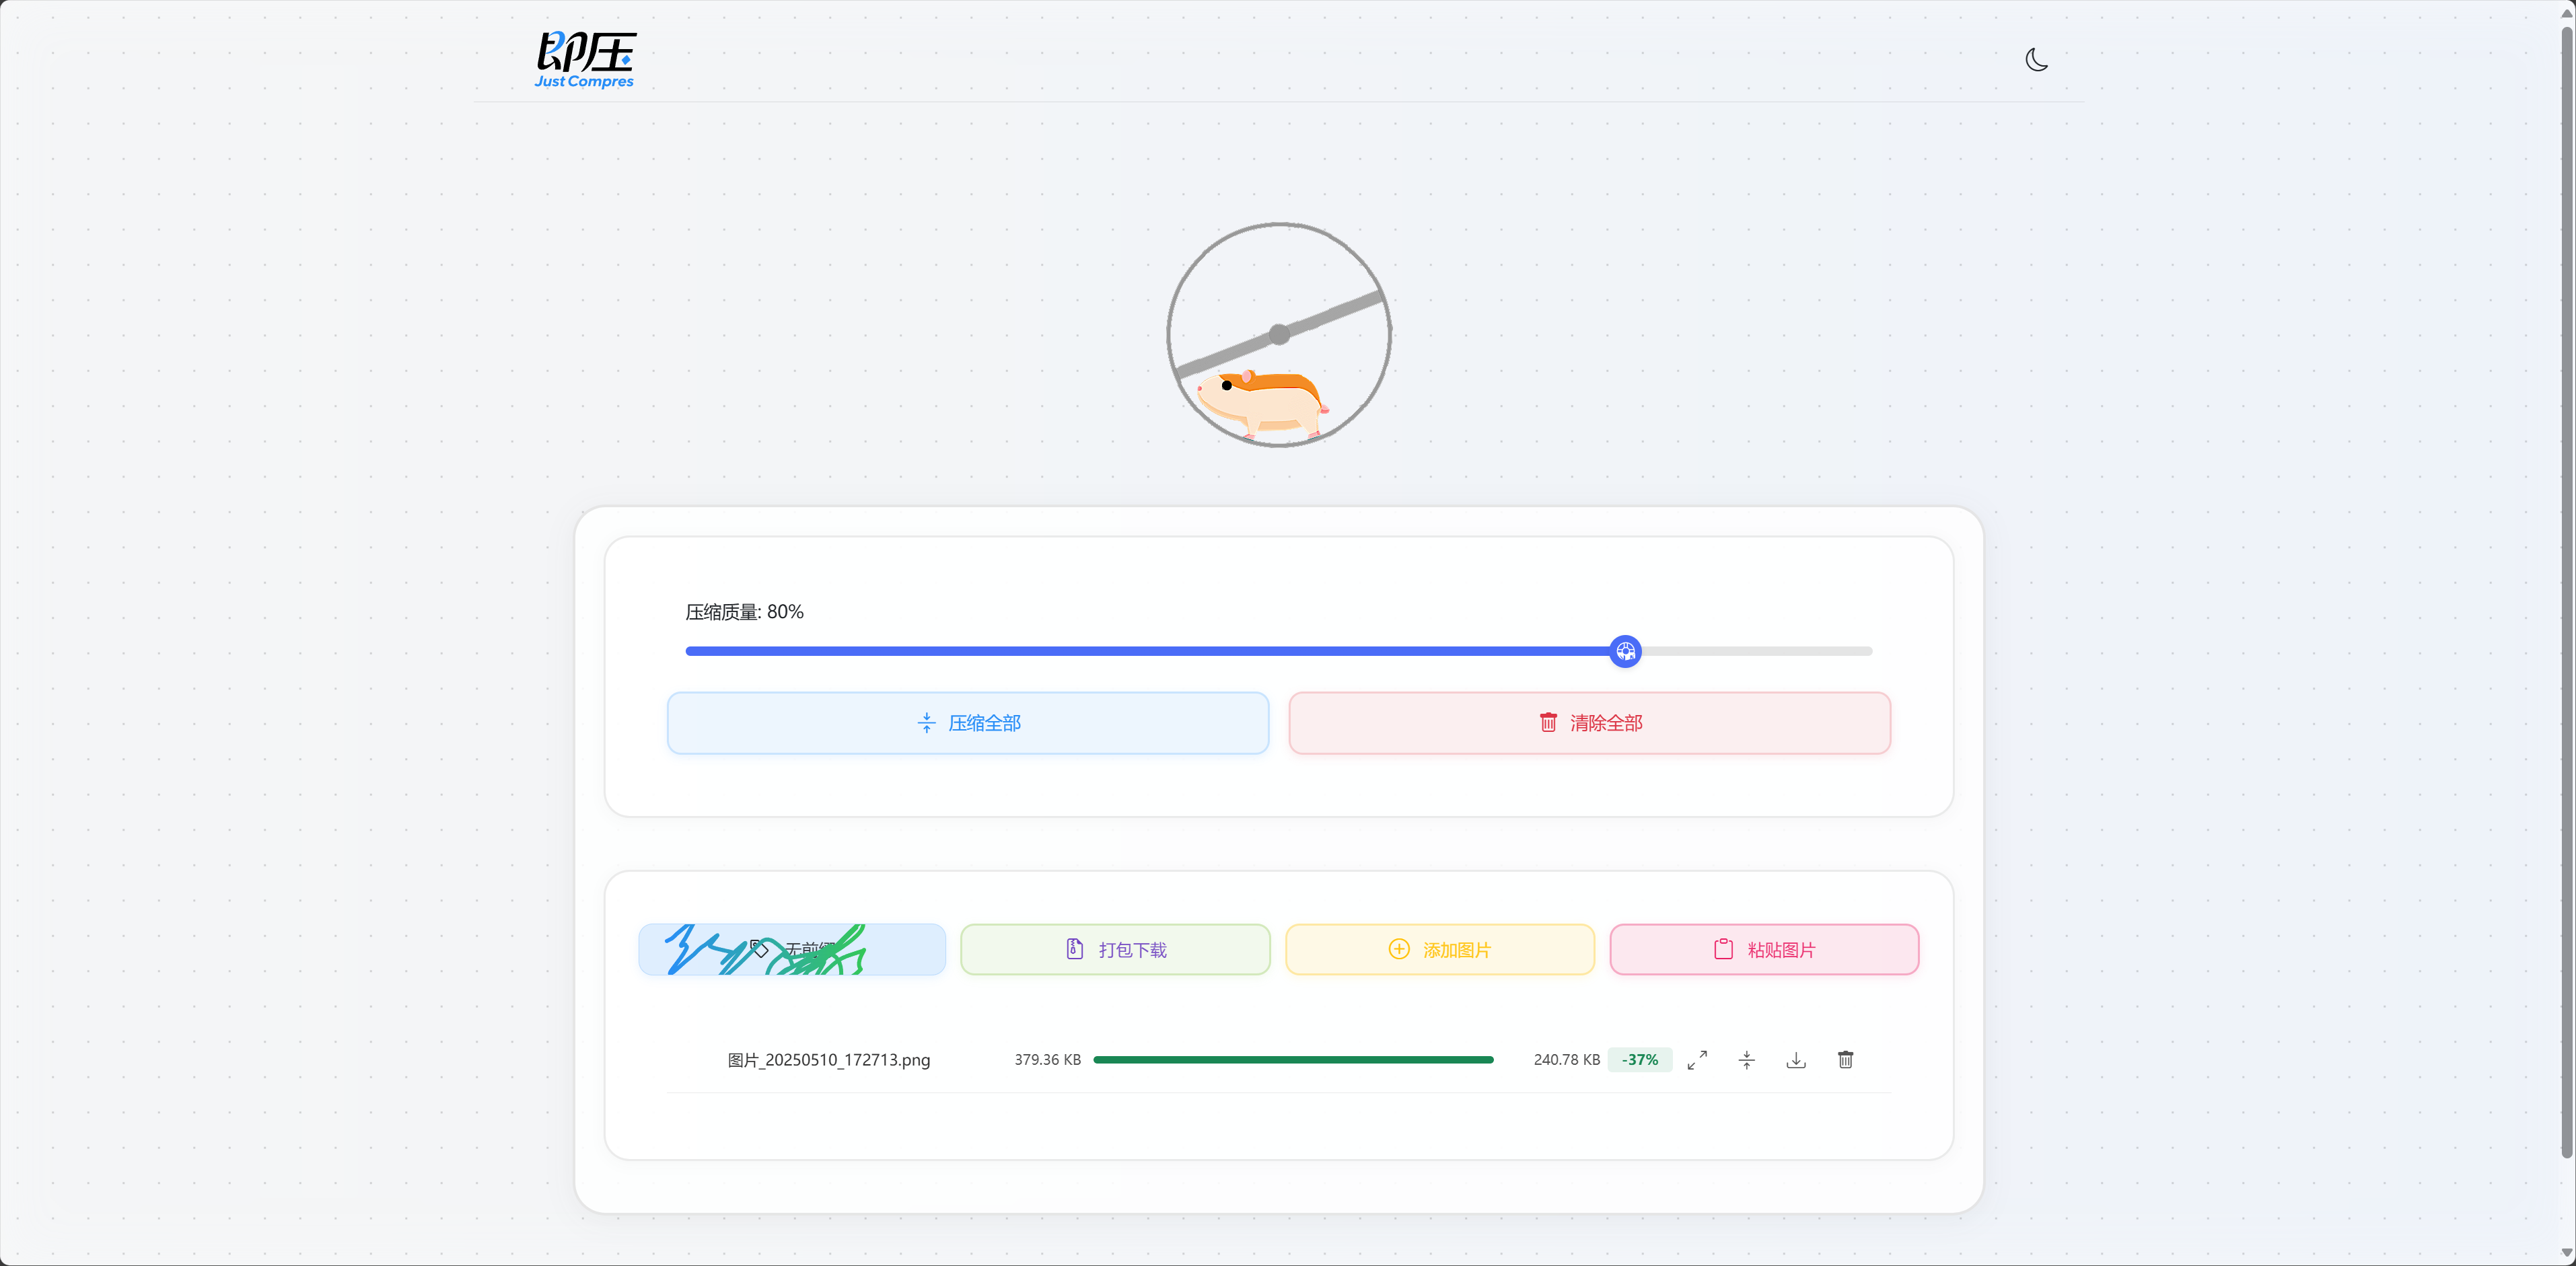 即压
Just Compres
压缩质量: 80%
压缩全部
清除全部
无前
打包下载
添加图片
粘贴图片
图片_20250510_172713.png
379.36 KB
240.78 KB
-37%